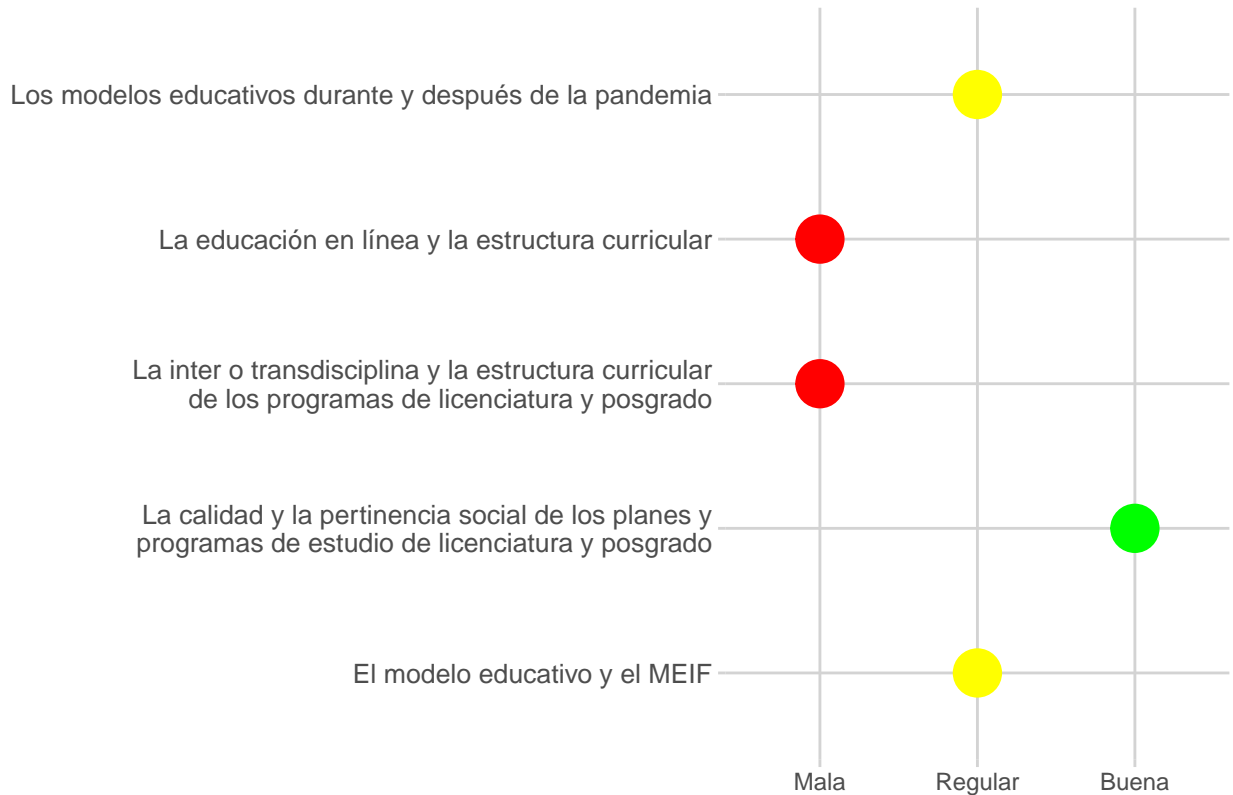 Los modelos educativos durante y después de la pandemia
La educación en línea y la estructura curricular
La inter o transdisciplina y la estructura curricular
de los programas de licenciatura y posgrado
La calidad y la pertinencia social de los planes y
programas de estudio de licenciatura y posgrado
El modelo educativo y el MEIF
Mala Regular Buena